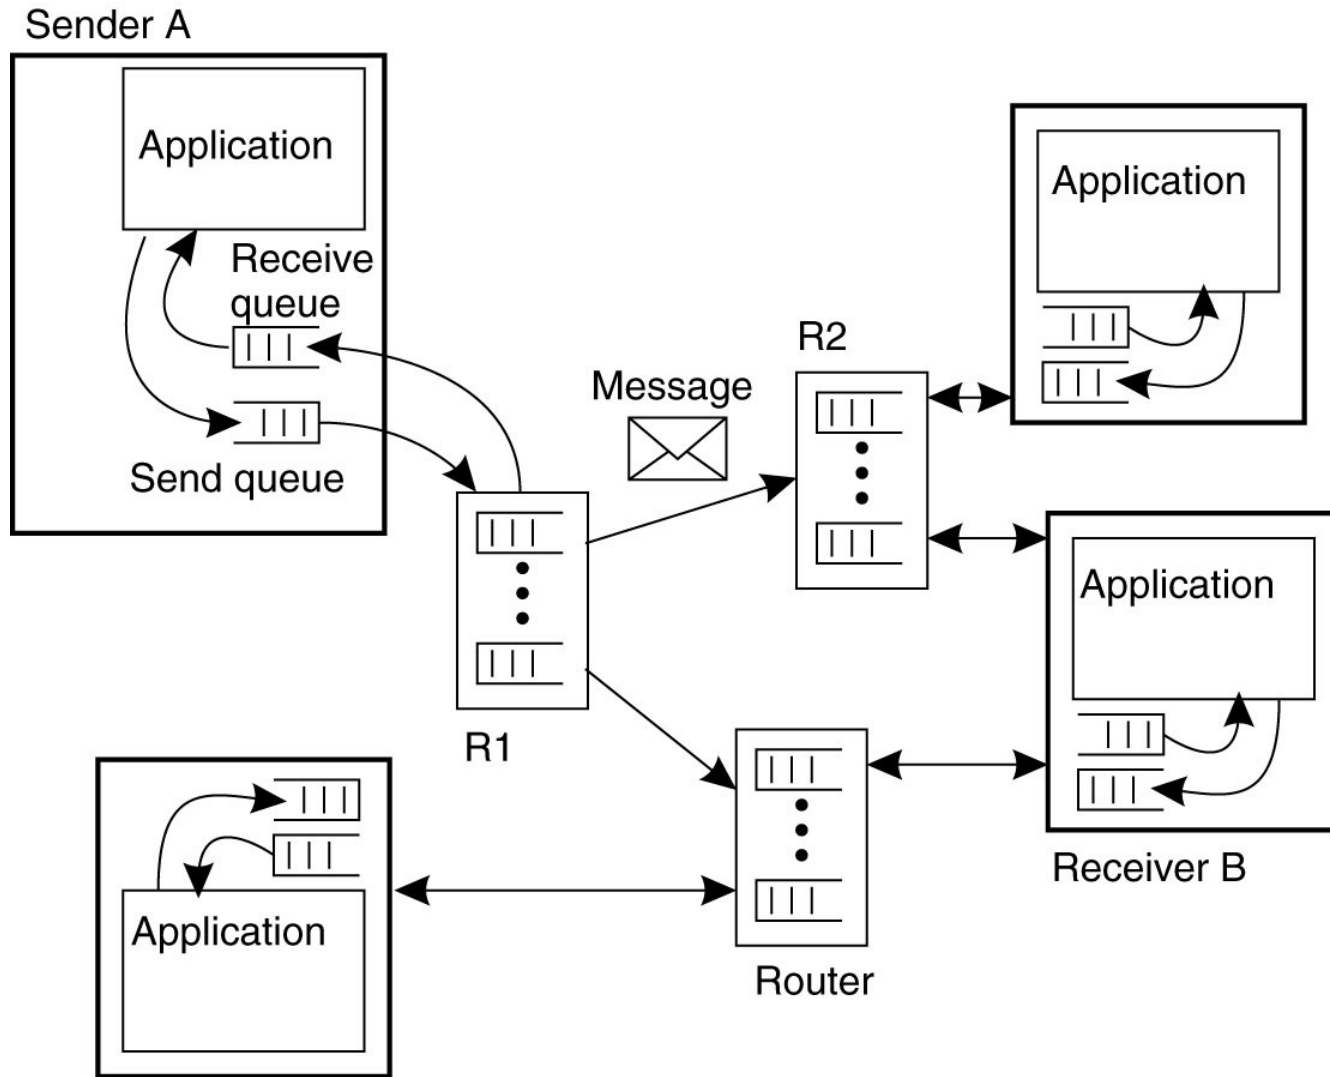 Sender A
Application
Receive
queue
Send queue
Application
R2
Message
R1
Application
Receiver B
Application
Router